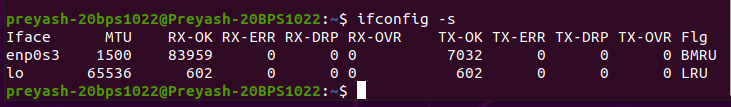 preyash-20bps1022@Preyash-20BPS1022:~$ ifconfig -s
Iface      MTU    RX-OK RX-ERR RX-DRP RX-OVR    TX-OK TX-ERR TX-DRP TX-OVR Flg
enp0s3    1500    83959      0      0 0          7032      0      0      0 BMRU
lo       65536      602      0      0 0           602      0      0      0 LRU
preyash-20bps1022@Preyash-20BPS1022:~$